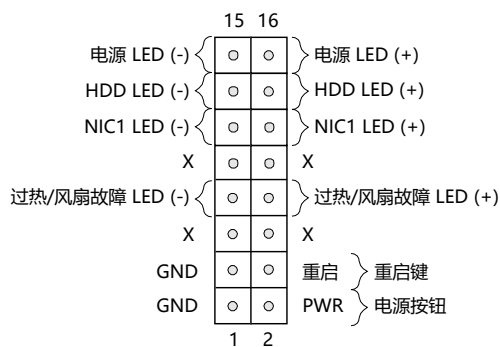 15 16
电源 LED (-) 电源 LED (+)
HDD LED (-) HDD LED (+)
NIC1 LED (-) NIC1 LED (+)
X X
过热/风扇故障 LED (-) 过热/风扇故障 LED (+)
X X
GND 重启 重启键
GND PWR 电源按钮
1 2